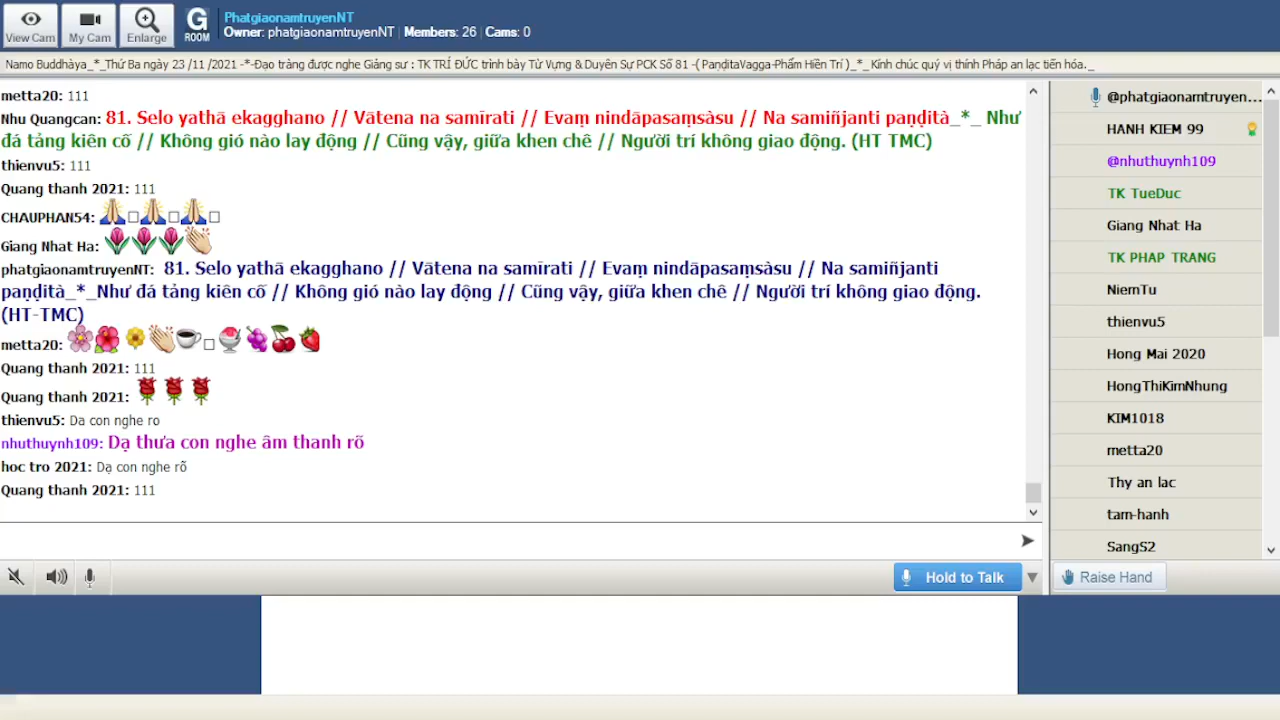 View Cam
My Cam
Enlarge
G
ROOM
PhatgiaonamtruyenNT
Owner: phatgiaonamtruyenNT | Members: 26 | Cams: 0
Namo Buddhàya_*_Thứ Ba ngày 23 /11 /2021 -*-Đạo tràng được nghe Giảng sư : TK TRÍ ĐỨC trình bày Từ Vựng & Duyên Sự PCK Số 81 -( PaṇḍitaVagga-Phẩm Hiền Trí )_*_ Kính chúc quý vị thính Pháp an lạc tiến hóa._
metta20: 111
Nhu Quangcan: 81. Selo yathā ekagghano // Vātena na samīrati // Evaṃ nindāpasaṃsàsu // Na samiñjanti paṇḍità_*_ Như
đá tảng kiên cố // Không gió nào lay động // Cũng vậy, giữa khen chê // Người trí không giao động. (HT TMC)
thienvu5: 111
Quang thanh 2021: 111
CHAUPHAN54:
Giang Nhat Ha:
phatgiaonamtruyenNT: 81. Selo yathā ekagghano // Vātena na samīrati // Evaṃ nindāpasaṃsàsu // Na samiñjanti
paṇḍità_*_Như đá tảng kiên cố // Không gió nào lay động // Cũng vậy, giữa khen chê // Người trí không giao động.
(HT-TMC)
metta20:
Quang thanh 2021: 111
Quang thanh 2021:
thienvu5: Da con nghe ro
nhuthuynh109: Dạ thưa con nghe âm thanh rõ
hoc tro 2021: Dạ con nghe rõ
Quang thanh 2021: 111
Hold to Talk
@phatgiaonamtruyen...
HANH KIEM 99
@nhuthuynh109
TK TueDuc
Giang Nhat Ha
TK PHAP TRANG
NiemTu
thienvu5
Hong Mai 2020
HongThiKimNhung
KIM1018
metta20
Thy an lac
tam-hanh
SangS2
Raise Hand